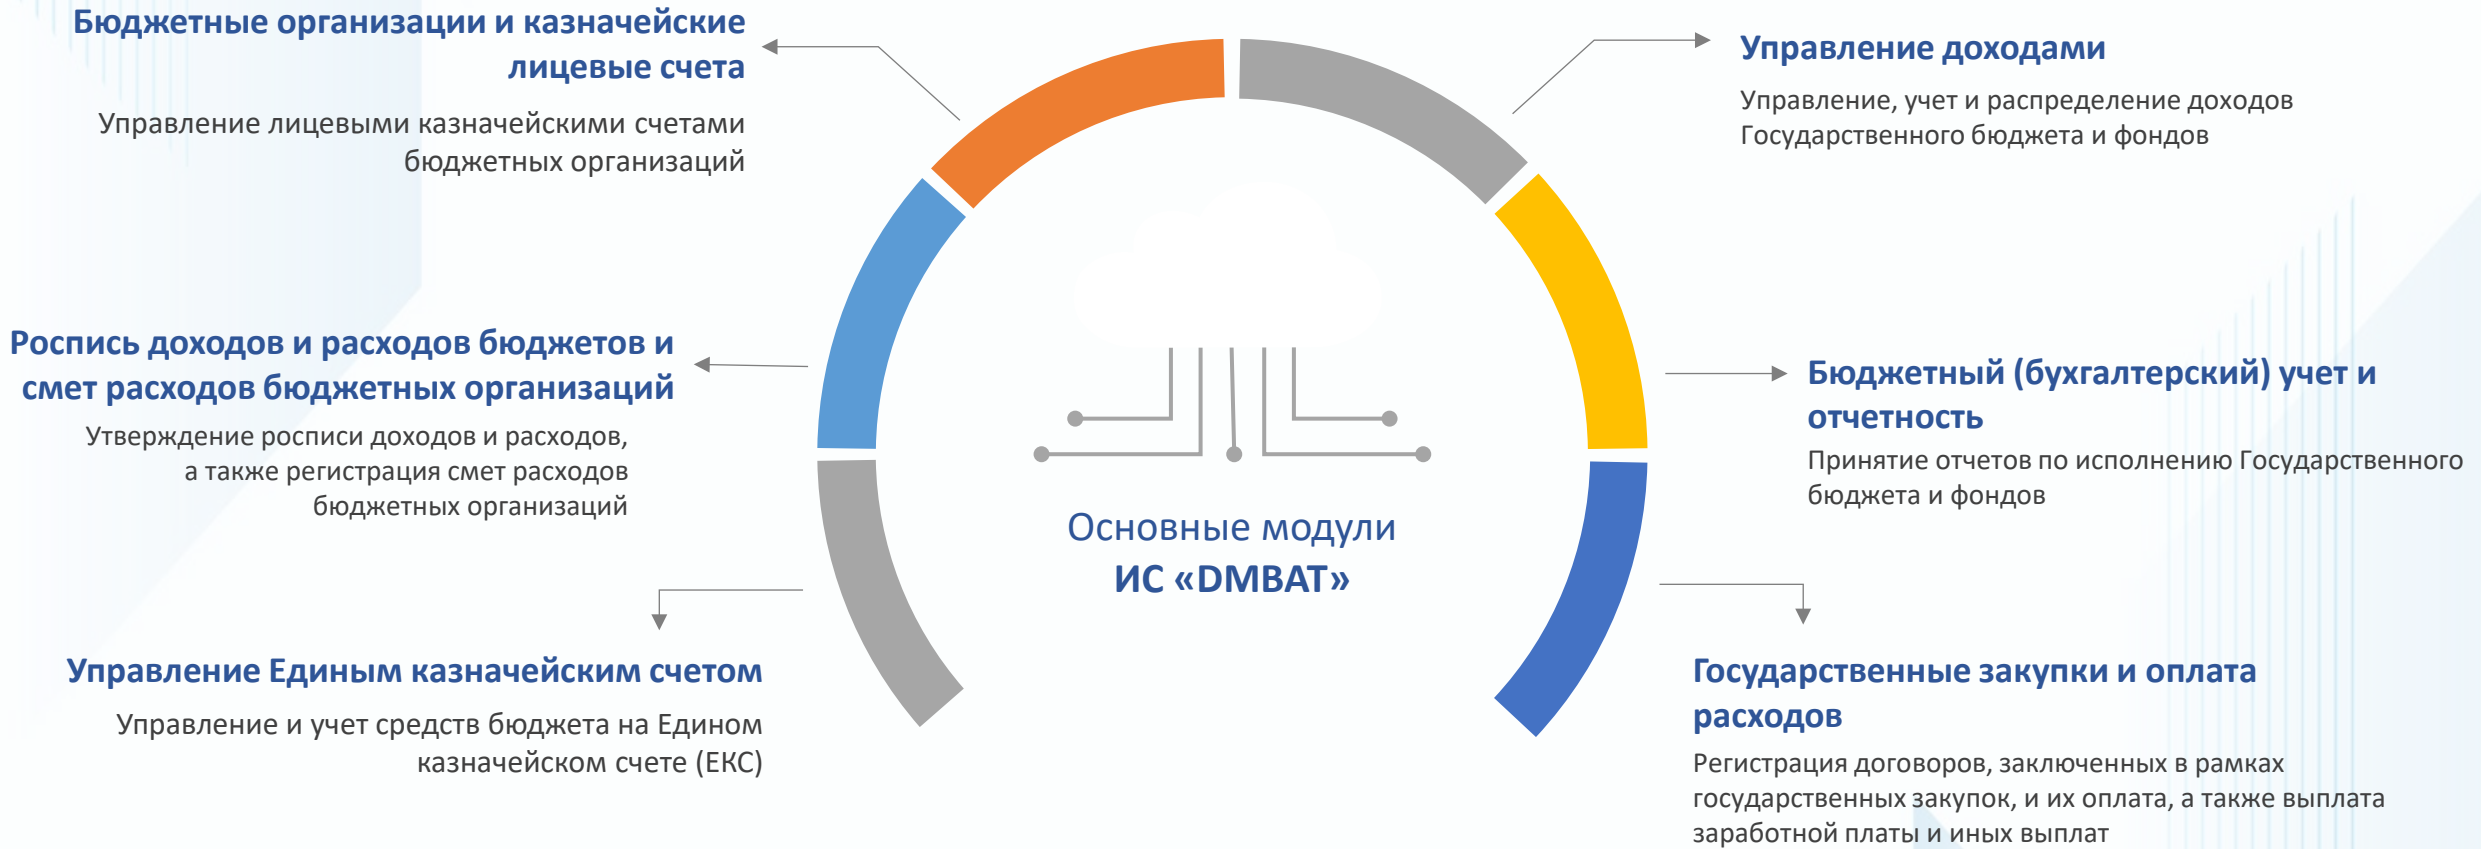 Бюджетные организации и казначейские
лицевые счета
Управление лицевыми казначейскими счетами
бюджетных организаций
Роспись доходов и расходов бюджетов и
смет расходов бюджетных организаций
Утверждение росписи доходов и расходов,
а также регистрация смет расходов
бюджетных организаций
Управление Единым казначейским счетом
Управление и учет средств бюджета на Едином
казначейском счете (ЕКС)
Основные модули
ИС «DMBAT»
Управление доходами
Управление, учет и распределение доходов
Государственного бюджета и фондов
Бюджетный (бухгалтерский) учет и
отчетность
Принятие отчетов по исполнению Государственного
бюджета и фондов
Государственные закупки и оплата
расходов
Регистрация договоров, заключенных в рамках
государственных закупок, и их оплата, а также выплата
заработной платы и иных выплат